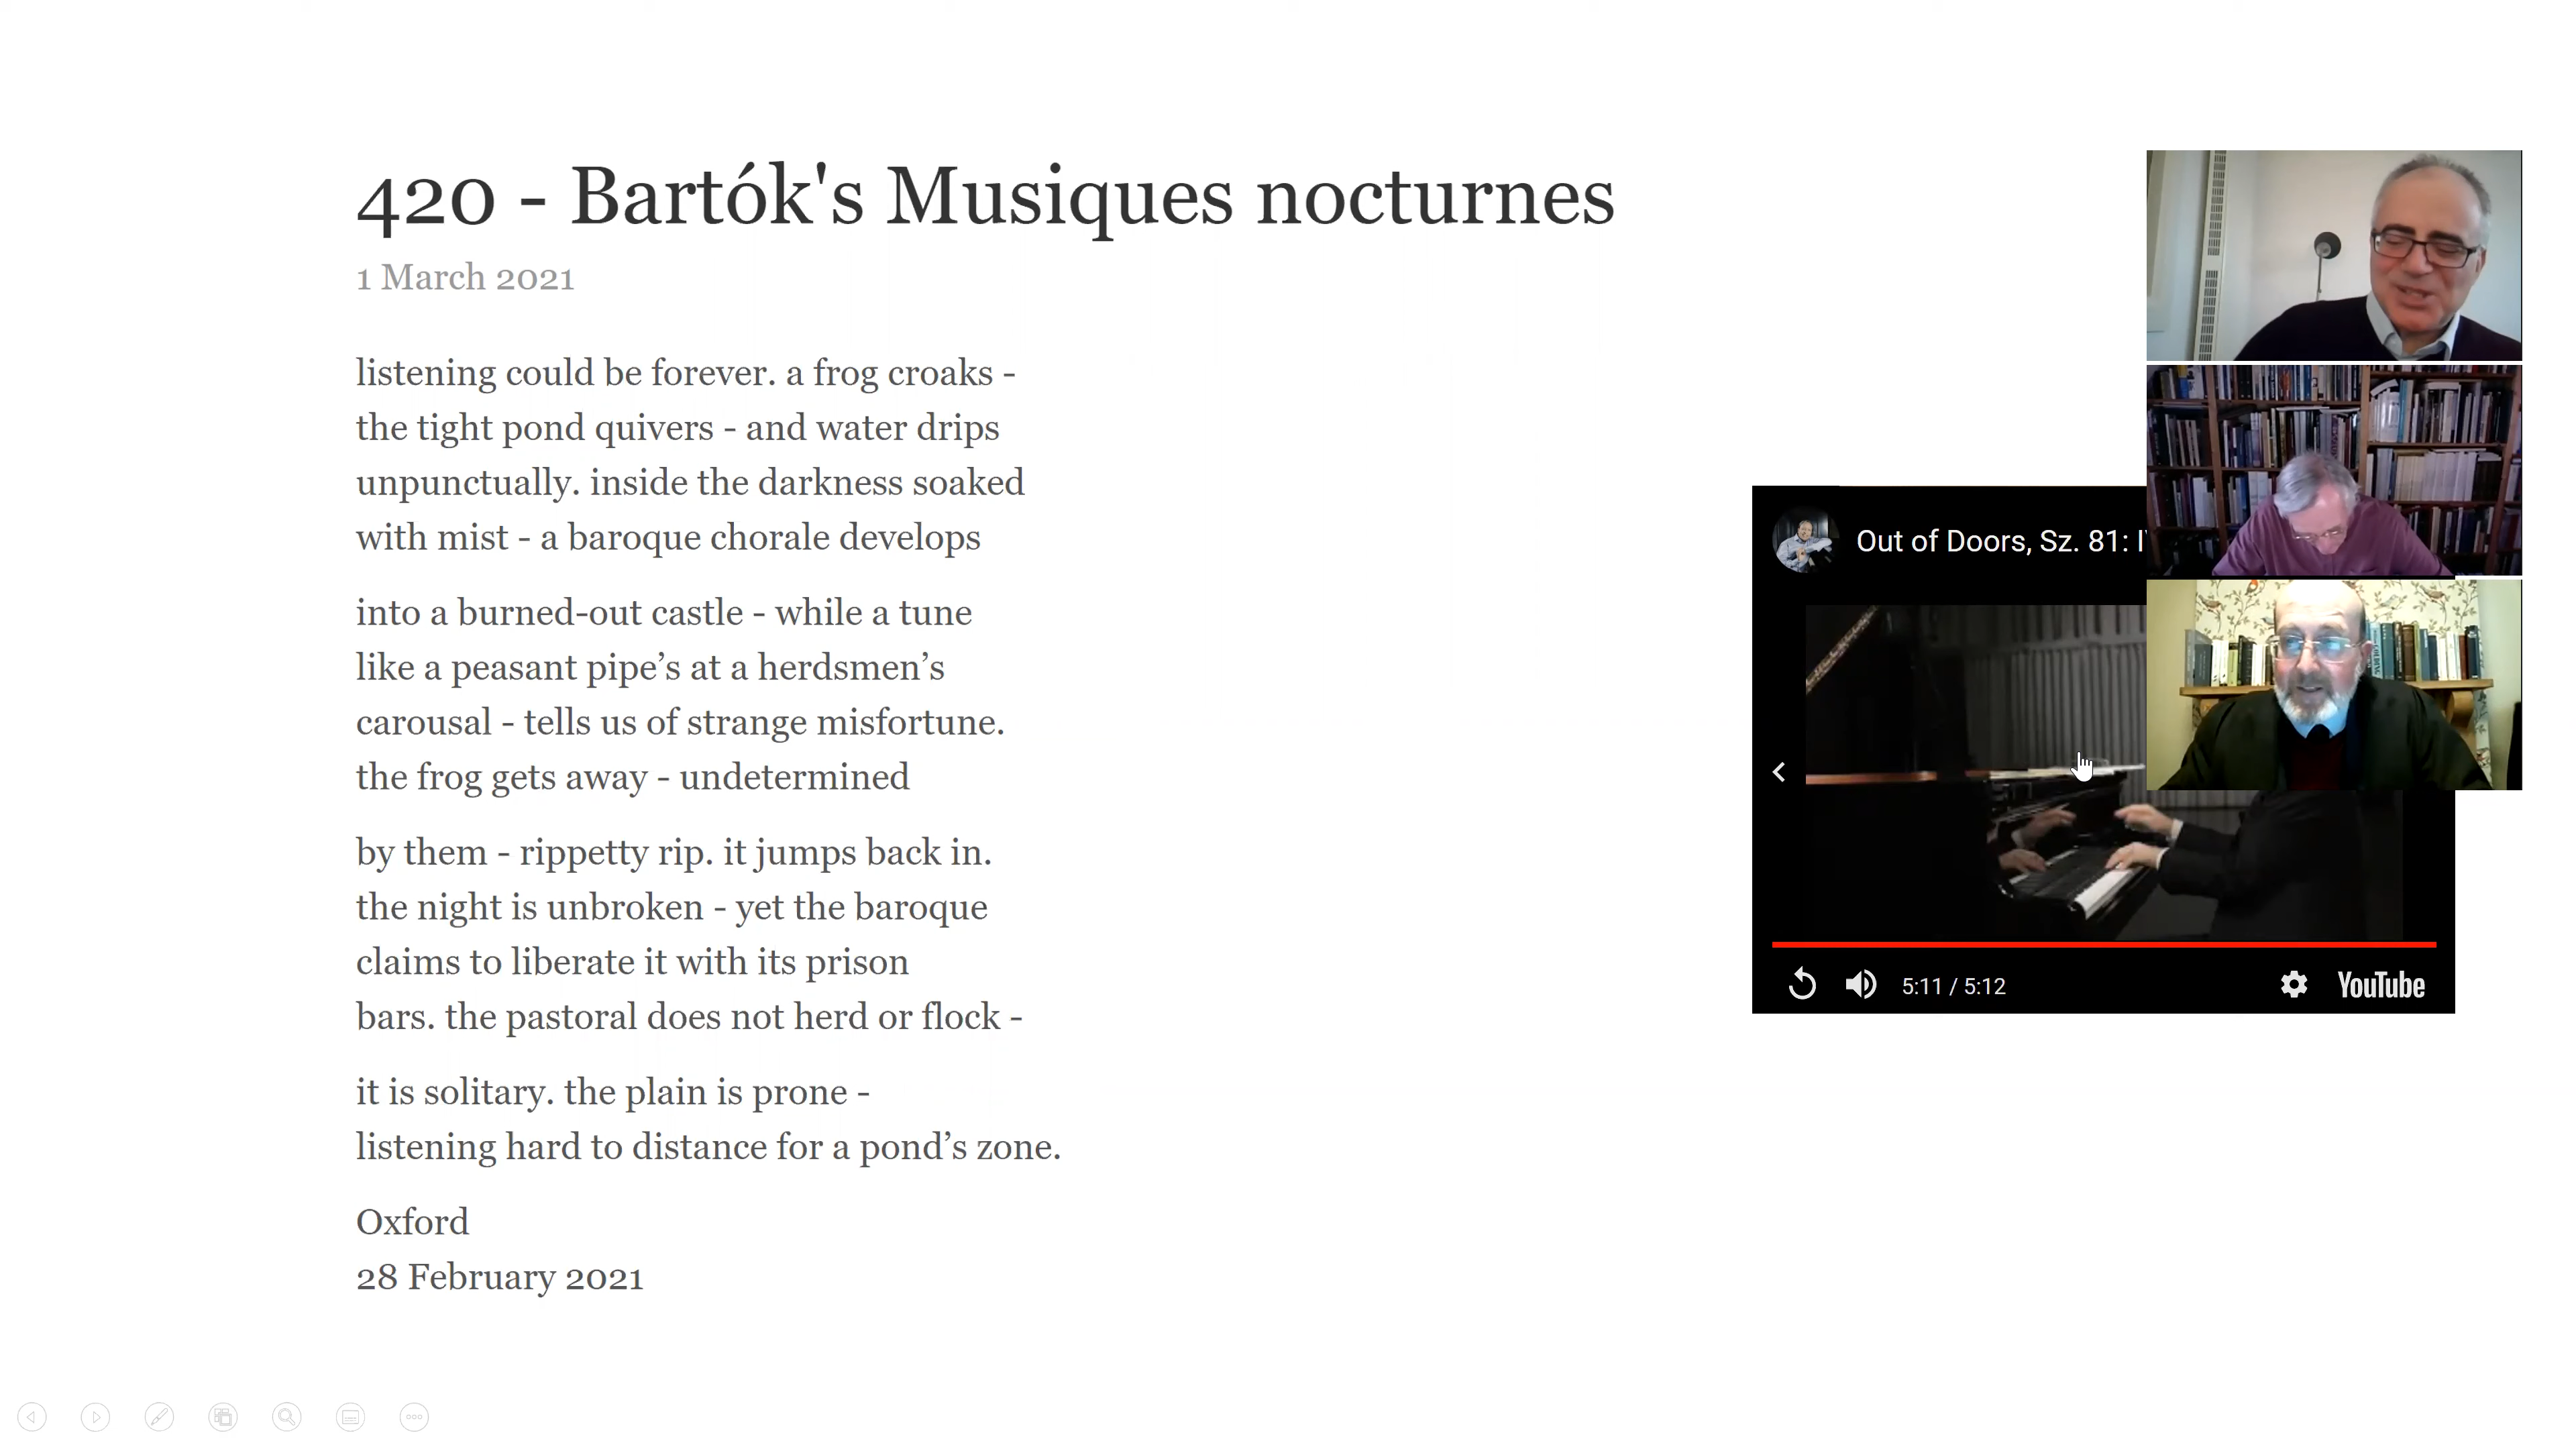 420 - Bartók's Musiques nocturnes
1 March 2021
listening could be forever. a frog croaks -
the tight pond quivers - and water drips
unpunctually. inside the darkness soaked
with mist - a baroque chorale develops
into a burned-out castle - while a tune
like a peasant pipe’s at a herdsmen’s
carousal - tells us of strange misfortune.
the frog gets away - undetermined
by them - rippetty rip. it jumps back in.
the night is unbroken - yet the baroque
claims to liberate it with its prison
bars. the pastoral does not herd or flock -
it is solitary. the plain is prone -
listening hard to distance for a pond’s zone.
Oxford
28 February 2021
Out of Doors, Sz. 81:
5:11 / 5:12
YouTube